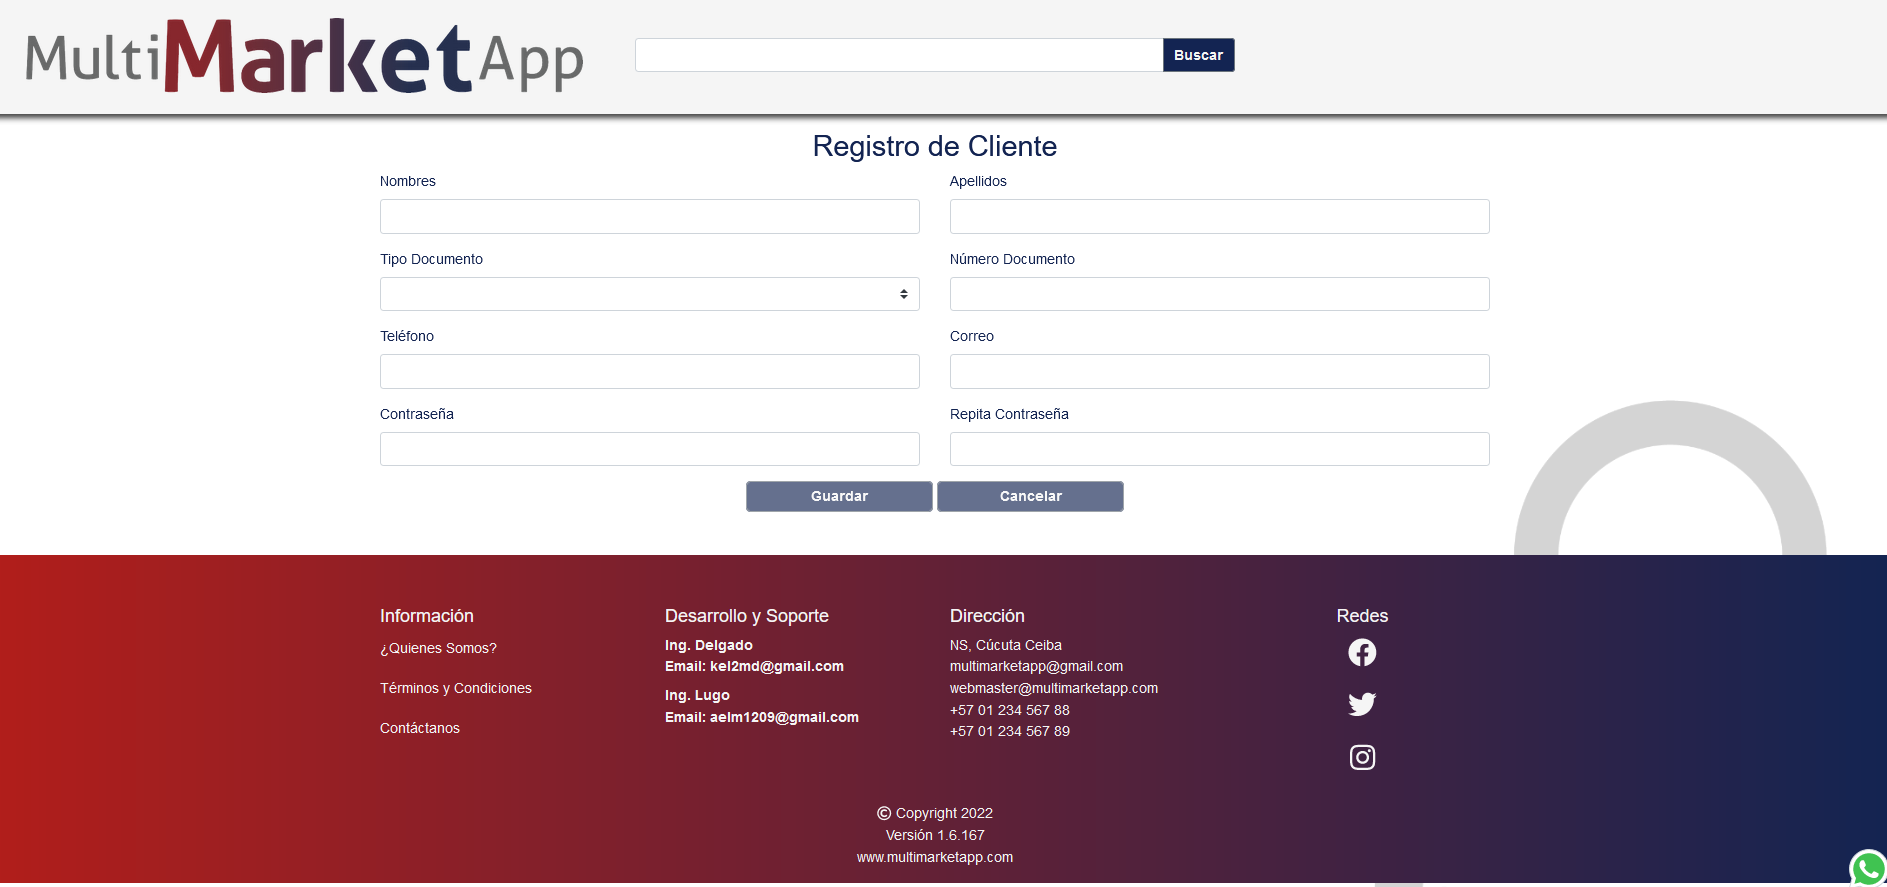 MultiMarketApp
Buscar
Registro de Cliente
Nombres
Apellidos
Tipo Documento
Número Documento
Teléfono
Correo
Contraseña
Repita Contraseña
Guardar
Cancelar
Información
¿Quienes Somos?
Términos y Condiciones
Contáctanos
Desarrollo y Soporte
Ing. Delgado
Email: kel2md@gmail.com
Ing. Lugo
Email: aelm1209@gmail.com
Dirección
NS, Cúcuta Ceiba
multimarketapp@gmail.com
webmaster@multimarketapp.com
+57 01 234 567 88
+57 01 234 567 89
Redes
© Copyright 2022
Versión 1.6.167
www.multimarketapp.com